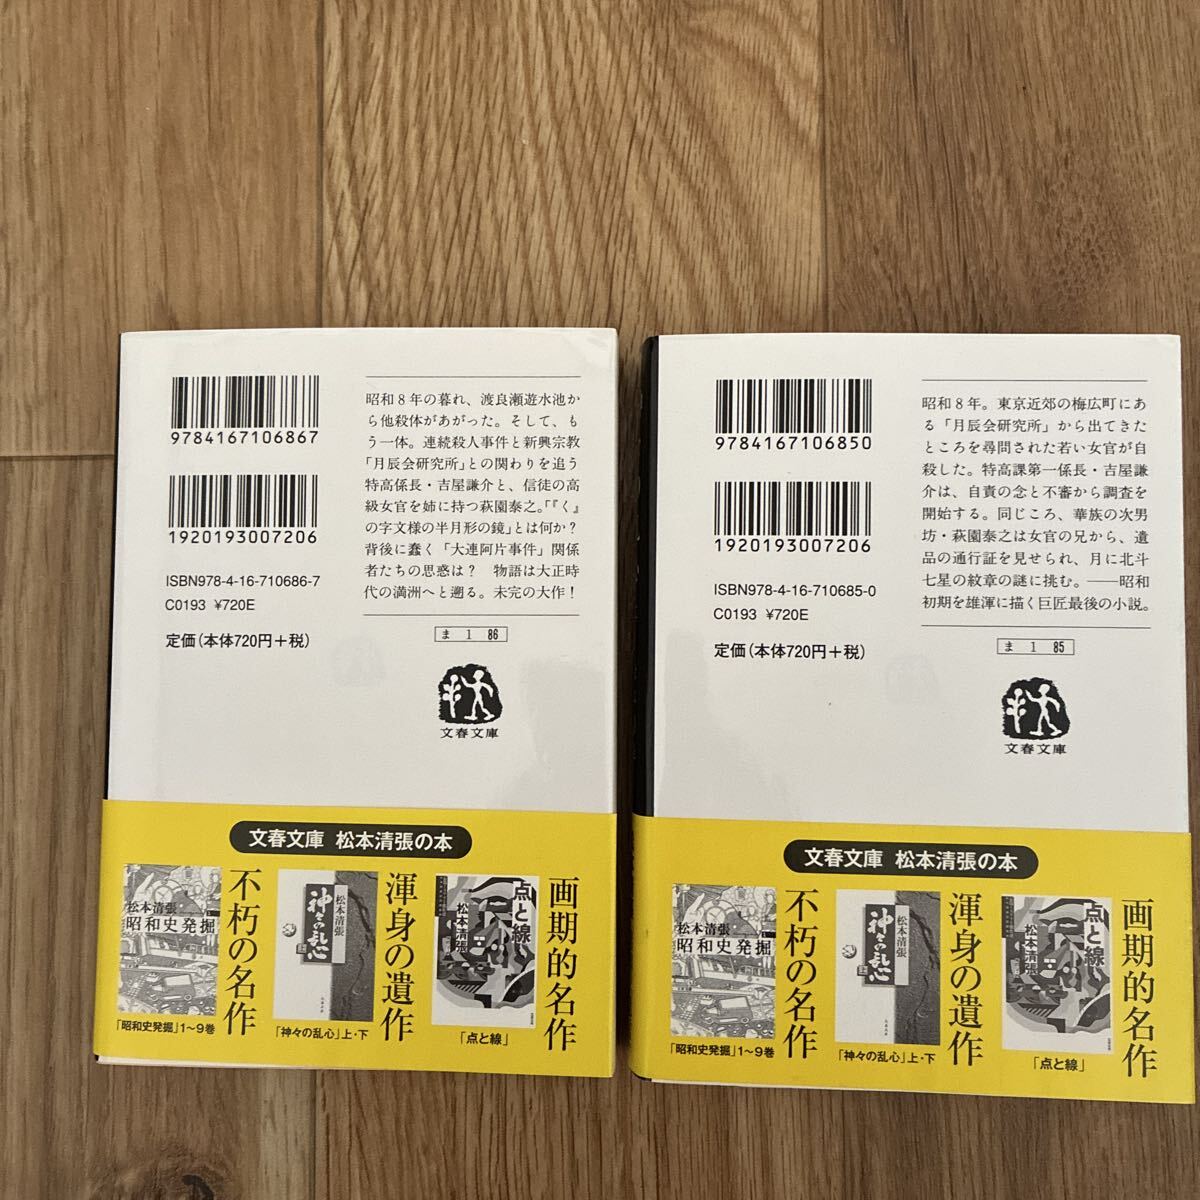 9784167106867
1920193007206
ISBN978-4-16-710686-7
C0193 ¥720E
定価(本体720円+税)
昭和8年の暮れ、渡良瀬遊水池か
ら他殺体があがった。そして、も
う一体。連続殺人事件と新興宗教
「月辰会研究所」との関わりを追う
特高係長・吉屋謙介と、信徒の高
級女官を姉に持つ萩園泰之。「『く』
の字文様の半月形の鏡」とは何か?
背後に蠢く「大連阿片事件」関係
者たちの思惑は? 物語は大正時
代の満洲へと遡る。未完の大作!
ま 1 86
文春文庫
文春文庫 松本清張の本
画期的名作
点と線
松本清張
「点と線」
渾身の遺作
松本清張
神々の乱心
上
「神々の乱心」上・下
不朽の名作
松本清張
昭和史発掘
「昭和史発掘」1〜9巻
9784167106850
1920193007206
ISBN978-4-16-710685-0
C0193 ¥720E
定価(本体720円+税)
昭和8年。東京近郊の梅広町にあ
る「月辰会研究所」から出てきた
ところを尋問された若い女官が自
殺した。特高課第一係長・吉屋謙
介は、自責の念と不審から調査を
開始する。同じころ、華族の次男
坊・萩園泰之は女官の兄から、遺
品の通行証を見せられ、月に北斗
七星の紋章の謎に挑む。——昭和
初期を雄渾に描く巨匠最後の小説。
ま 1 85
文春文庫
文春文庫 松本清張の本
画期的名作
点と線
松本清張
「点と線」
渾身の遺作
松本清張
神々の乱心
上
「神々の乱心」上・下
不朽の名作
松本清張
昭和史発掘
「昭和史発掘」1〜9巻